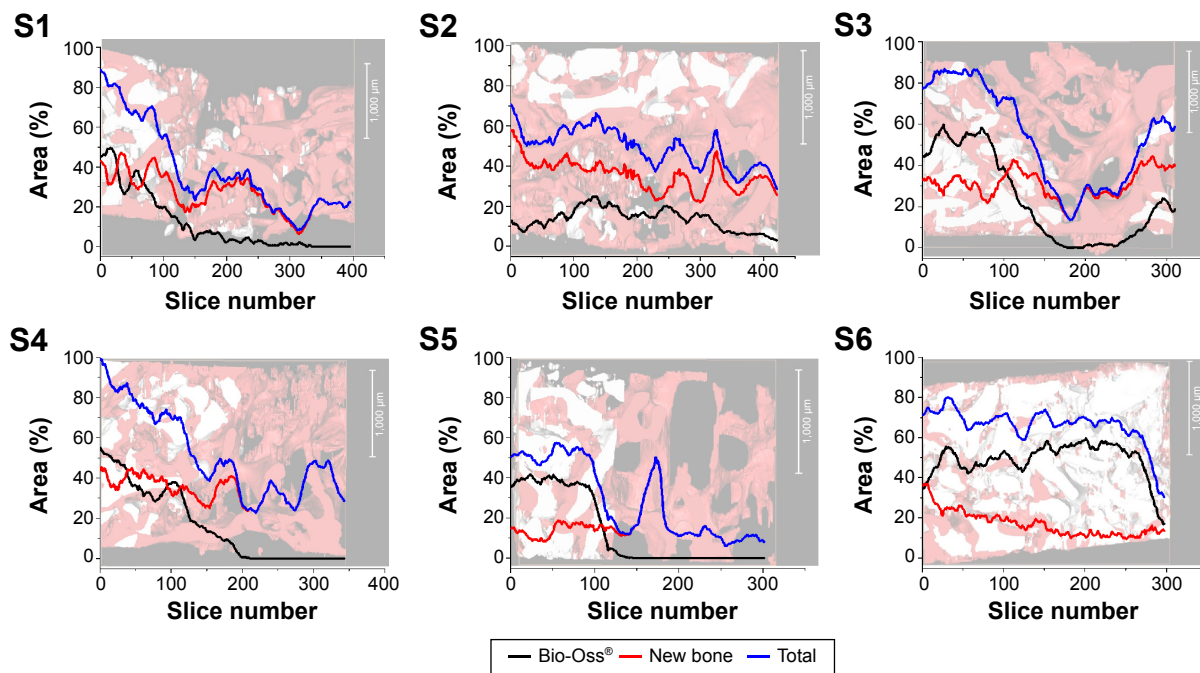 S1
S2
S3
100
80
60
40
20
0
Area (%)
1,000 µm
0 100 200 300 400
Slice number
100
80
60
40
20
0
Area (%)
1,000 µm
0 100 200 300 400
Slice number
100
80
60
40
20
0
Area (%)
1,000 µm
0 100 200 300
Slice number
S4
S5
S6
100
80
60
40
20
0
Area (%)
1,000 µm
0 100 200 300 400
Slice number
100
80
60
40
20
0
Area (%)
1,000 µm
0 100 200 300
Slice number
100
80
60
40
20
0
Area (%)
1,000 µm
0 100 200 300
Slice number
Bio-Oss® New bone Total